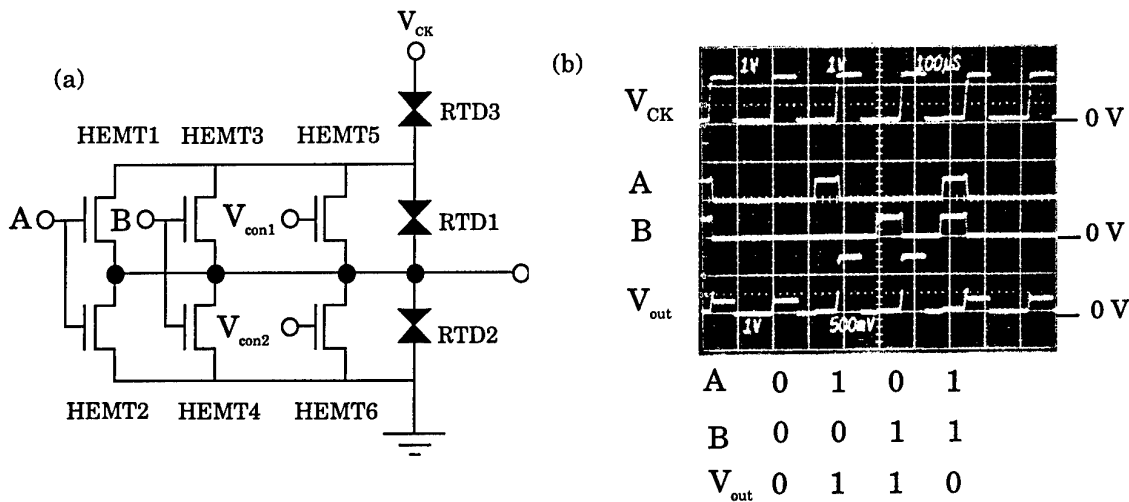 (a)
V_CK
RTD3
HEMT1 HEMT3 HEMT5
A B V_con1 RTD1
V_con2 RTD2
HEMT2 HEMT4 HEMT6
(b)
1V 1V 100µS
V_CK 0 V
A
B 0 V
V_out 0 V
1V 500mV
A 0 1 0 1
B 0 0 1 1
V_out 0 1 1 0